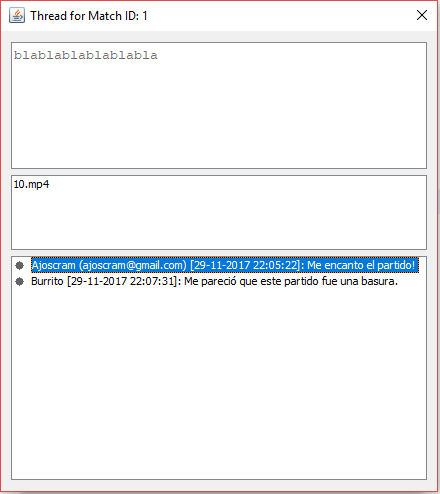 Thread for Match ID: 1
blablablablablabla
10.mp4
Ajoscram (ajoscram@gmail.com) [29-11-2017 22:05:22]: Me encanto el partido!
Burrito [29-11-2017 22:07:31]: Me pareció que este partido fue una basura.